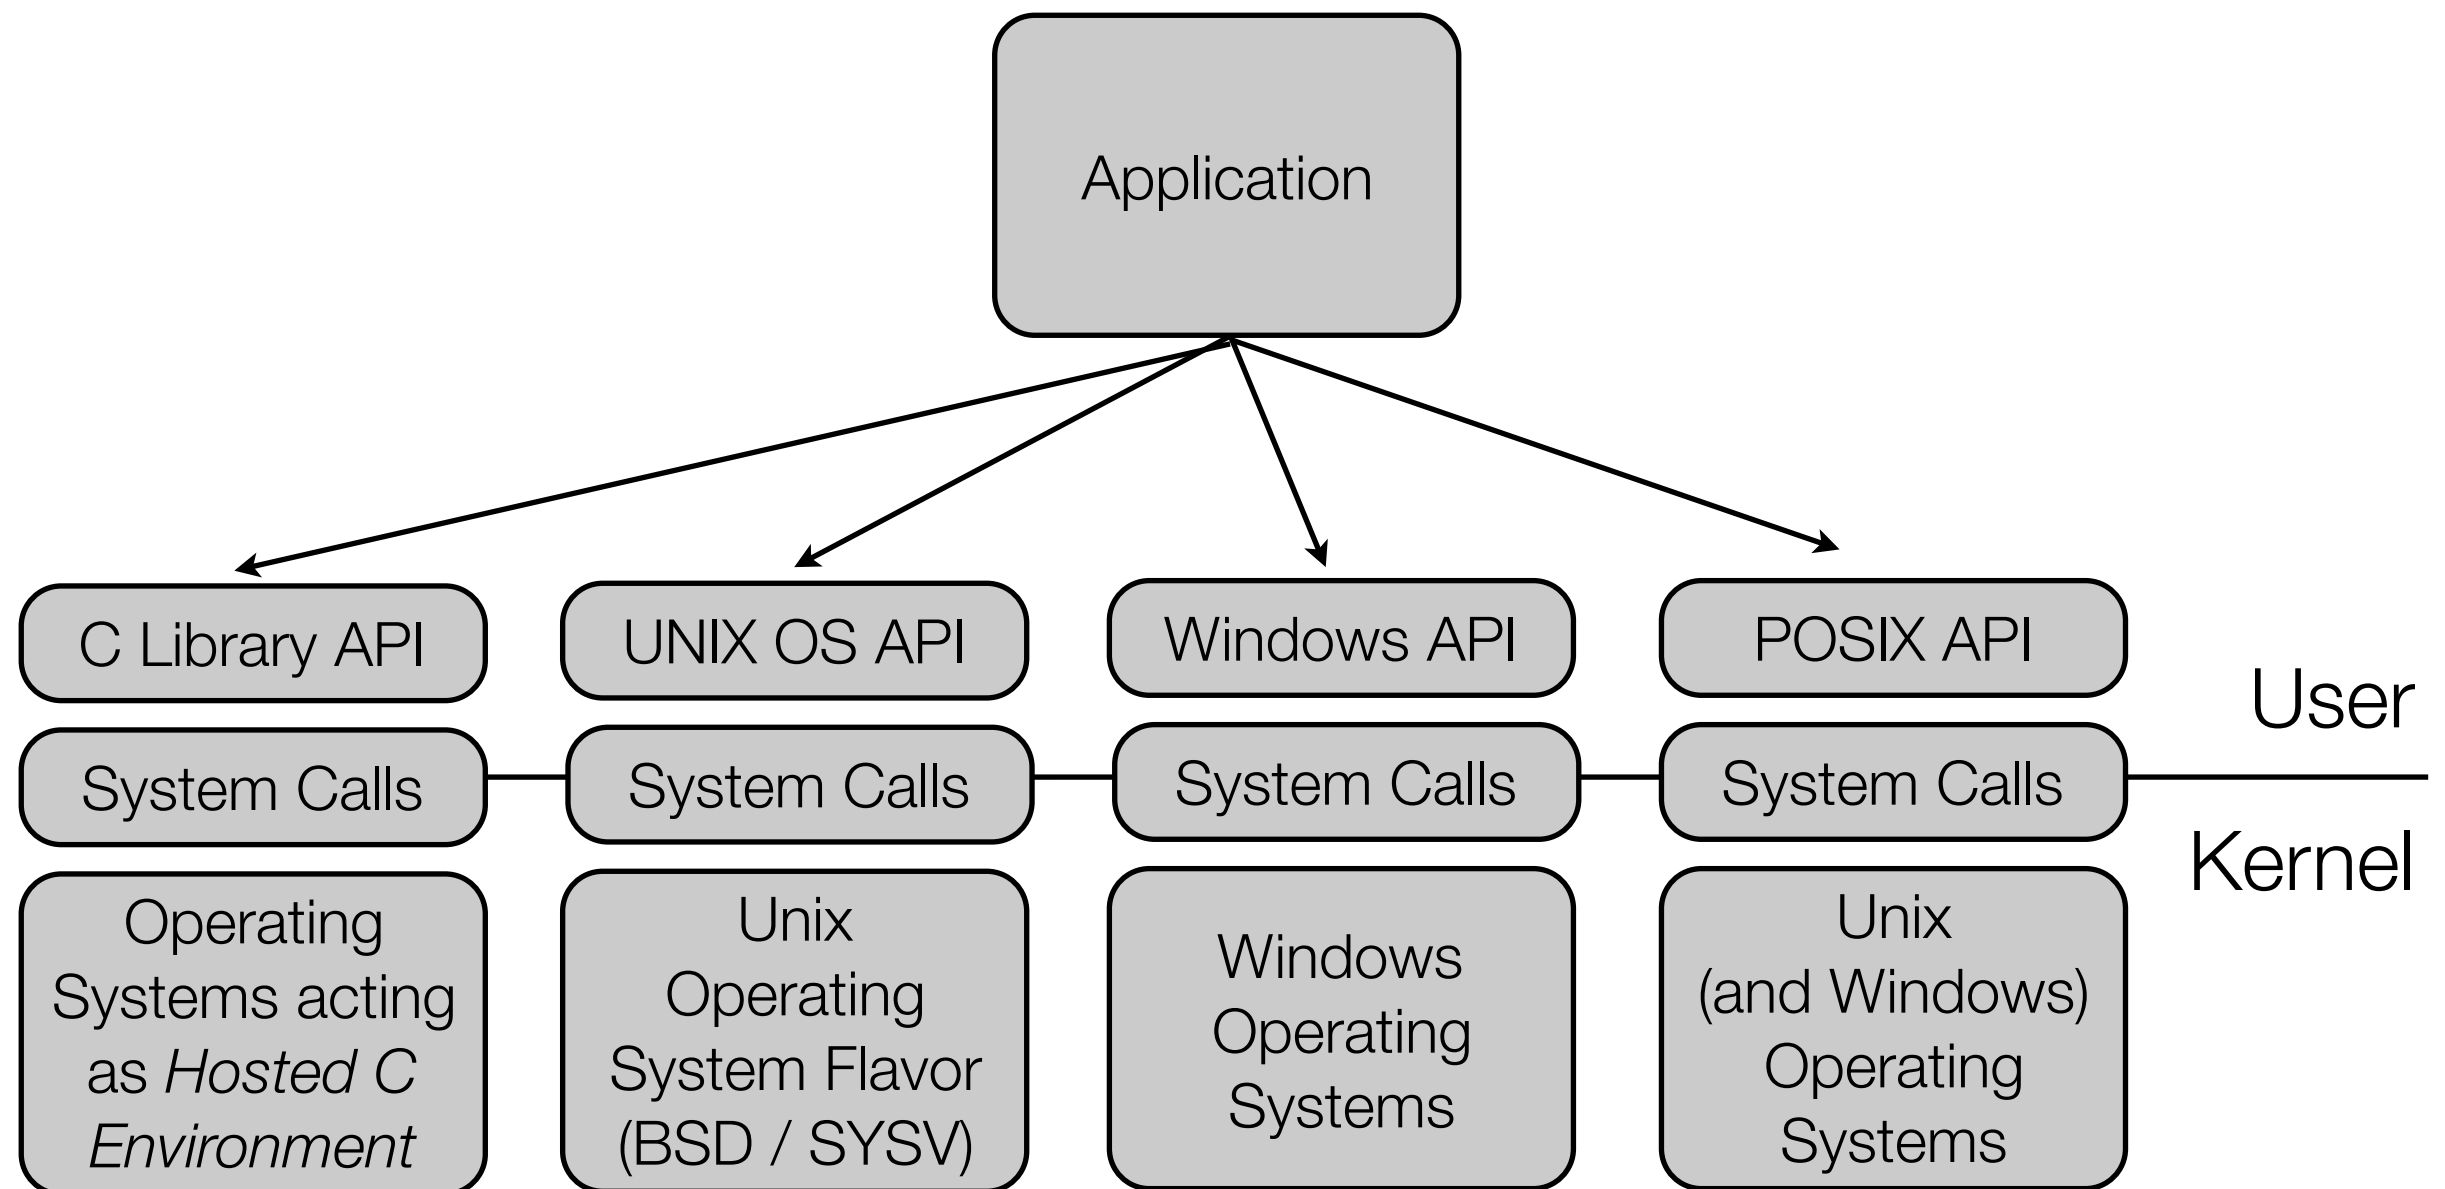 Application
C Library API
UNIX OS API
Windows API
POSIX API
User
System Calls
System Calls
System Calls
System Calls
Kernel
Operating
Systems acting
as Hosted C
Environment
Unix
Operating
System Flavor
(BSD / SYSV)
Windows
Operating
Systems
Unix
(and Windows)
Operating
Systems